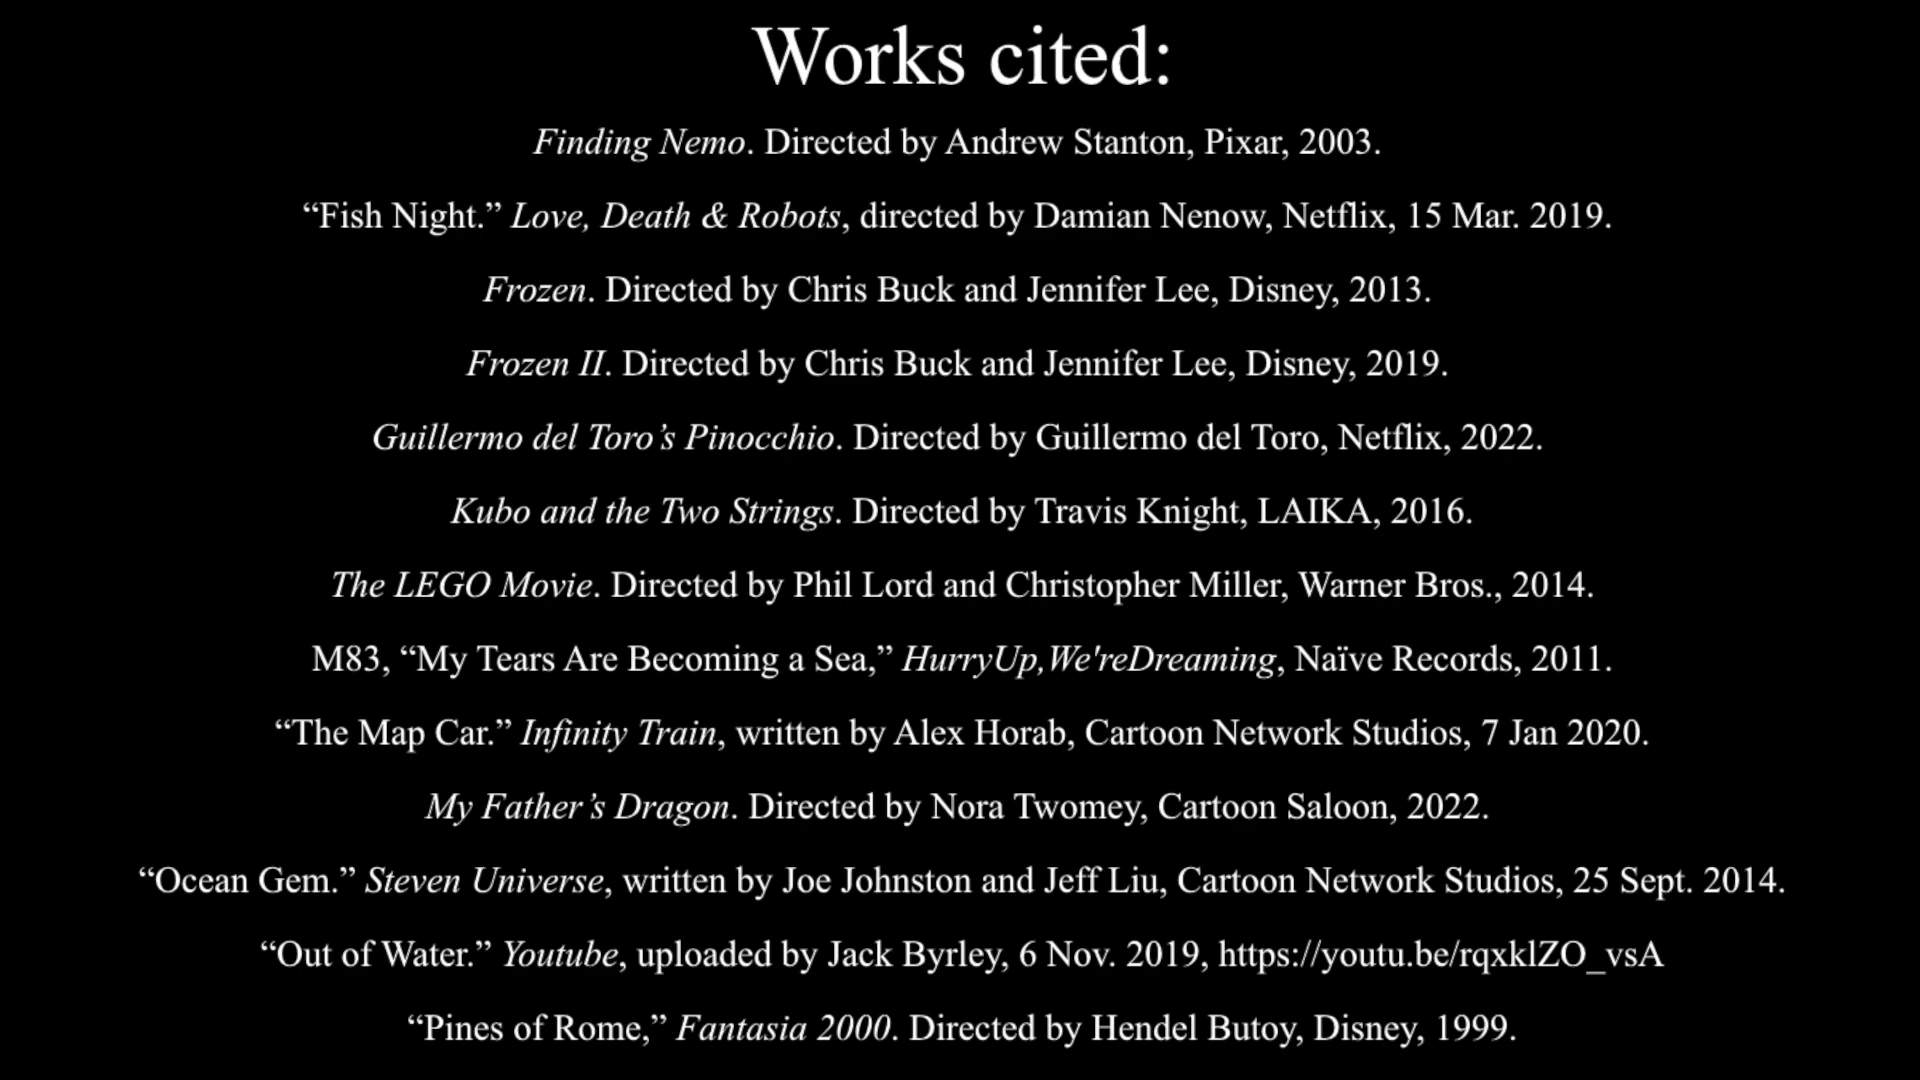 Works cited:
Finding Nemo. Directed by Andrew Stanton, Pixar, 2003.
“Fish Night.” Love, Death & Robots, directed by Damian Nenow, Netflix, 15 Mar. 2019.
Frozen. Directed by Chris Buck and Jennifer Lee, Disney, 2013.
Frozen II. Directed by Chris Buck and Jennifer Lee, Disney, 2019.
Guillermo del Toro’s Pinocchio. Directed by Guillermo del Toro, Netflix, 2022.
Kubo and the Two Strings. Directed by Travis Knight, LAIKA, 2016.
The LEGO Movie. Directed by Phil Lord and Christopher Miller, Warner Bros., 2014.
M83, “My Tears Are Becoming a Sea,” HurryUp,We'reDreaming, Naïve Records, 2011.
“The Map Car.” Infinity Train, written by Alex Horab, Cartoon Network Studios, 7 Jan 2020.
My Father’s Dragon. Directed by Nora Twomey, Cartoon Saloon, 2022.
“Ocean Gem.” Steven Universe, written by Joe Johnston and Jeff Liu, Cartoon Network Studios, 25 Sept. 2014.
“Out of Water.” Youtube, uploaded by Jack Byrley, 6 Nov. 2019, https://youtu.be/rqxklZO_vsA
“Pines of Rome,” Fantasia 2000. Directed by Hendel Butoy, Disney, 1999.